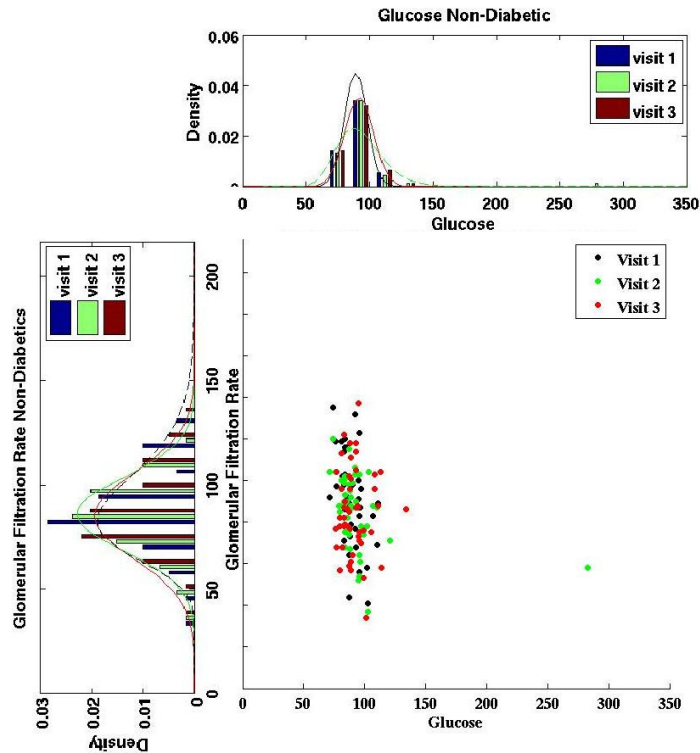 Glucose Non-Diabetic
0.06
0.04
0.02
0
Density
visit 1
visit 2
visit 3
0 50 100 150 200 250 300 350
Glucose
Glomerular Filtration Rate Non-Diabetics
visit 1
visit 2
visit 3
200
150
100
50
0
0.03 0.02 0.01 0
Density
Glomerular Filtration Rate
Visit 1
Visit 2
Visit 3
0 50 100 150 200 250 300 350
Glucose